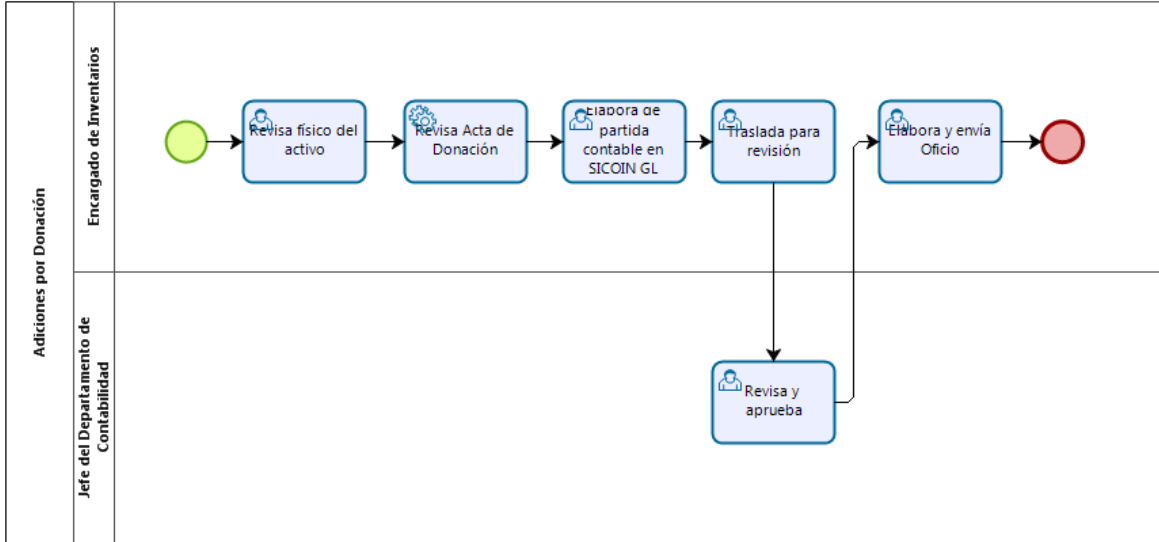 Adiciones por Donación
Encargado de Inventarios
Revisa físico del
activo
Revisa Acta de
Donación
Elabora de
partida
contable en
SICOIN GL
Traslada para
revisión
Elabora y envía
Oficio
Jefe del Departamento de
Contabilidad
Revisa y
aprueba